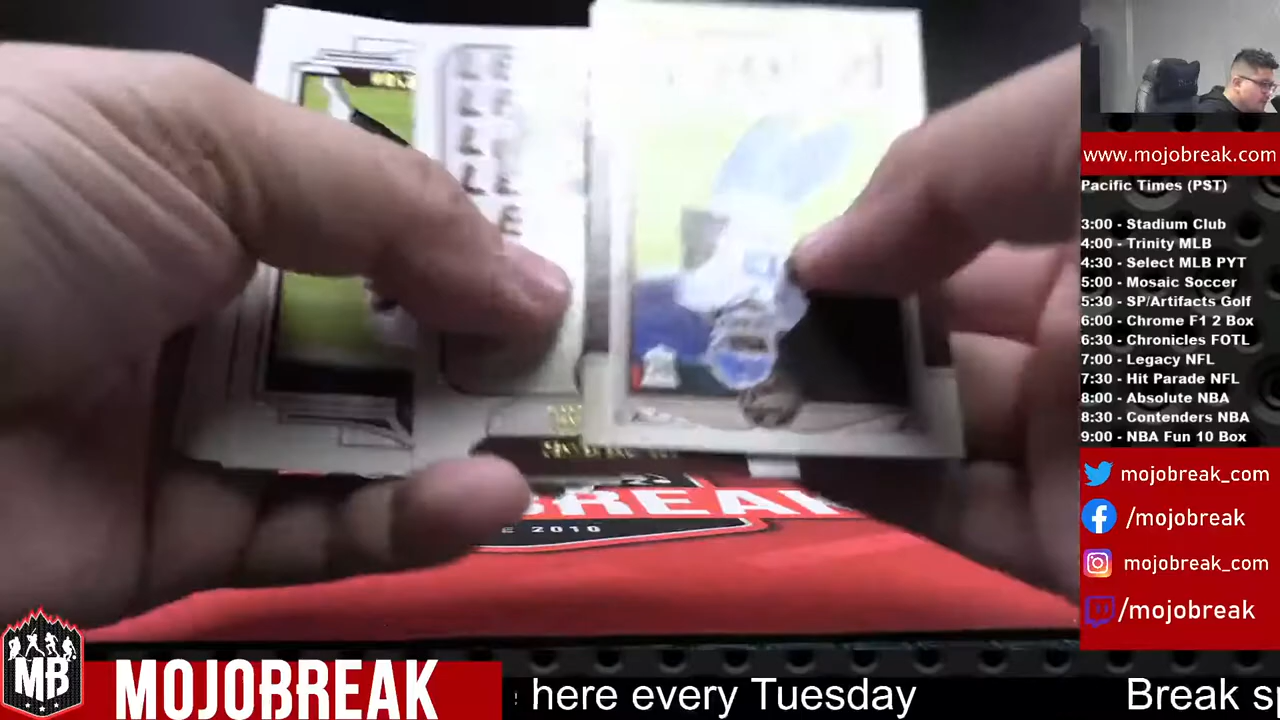 www.mojobreak.com
Pacific Times (PST)
3:00 - Stadium Club
4:00 - Trinity MLB
4:30 - Select MLB PYT
5:00 - Mosaic Soccer
5:30 - SP/Artifacts Golf
6:00 - Chrome F1 2 Box
6:30 - Chronicles FOTL
7:00 - Legacy NFL
7:30 - Hit Parade NFL
8:00 - Absolute NBA
8:30 - Contenders NBA
9:00 - NBA Fun 10 Box
mojobreak_com
/mojobreak
mojobreak_com
/mojobreak
BREAK
E 2010
MB
MOJOBREAK
here every Tuesday
Break s